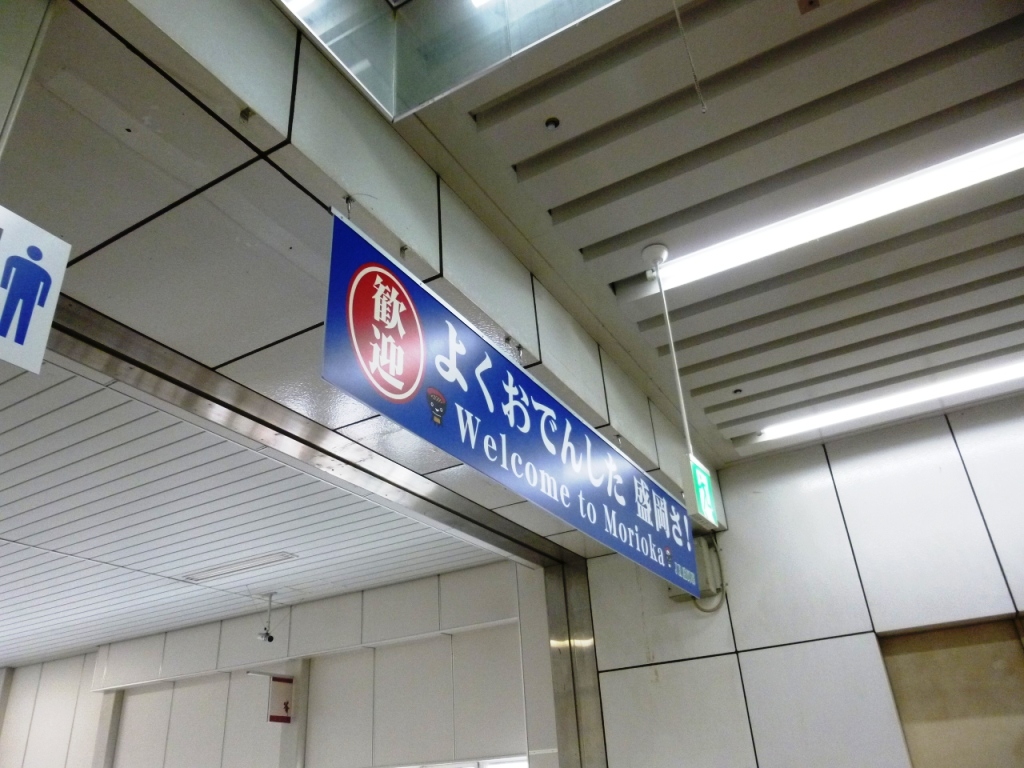 歓迎
よくおでんした 盛岡さ!
Welcome to Morioka